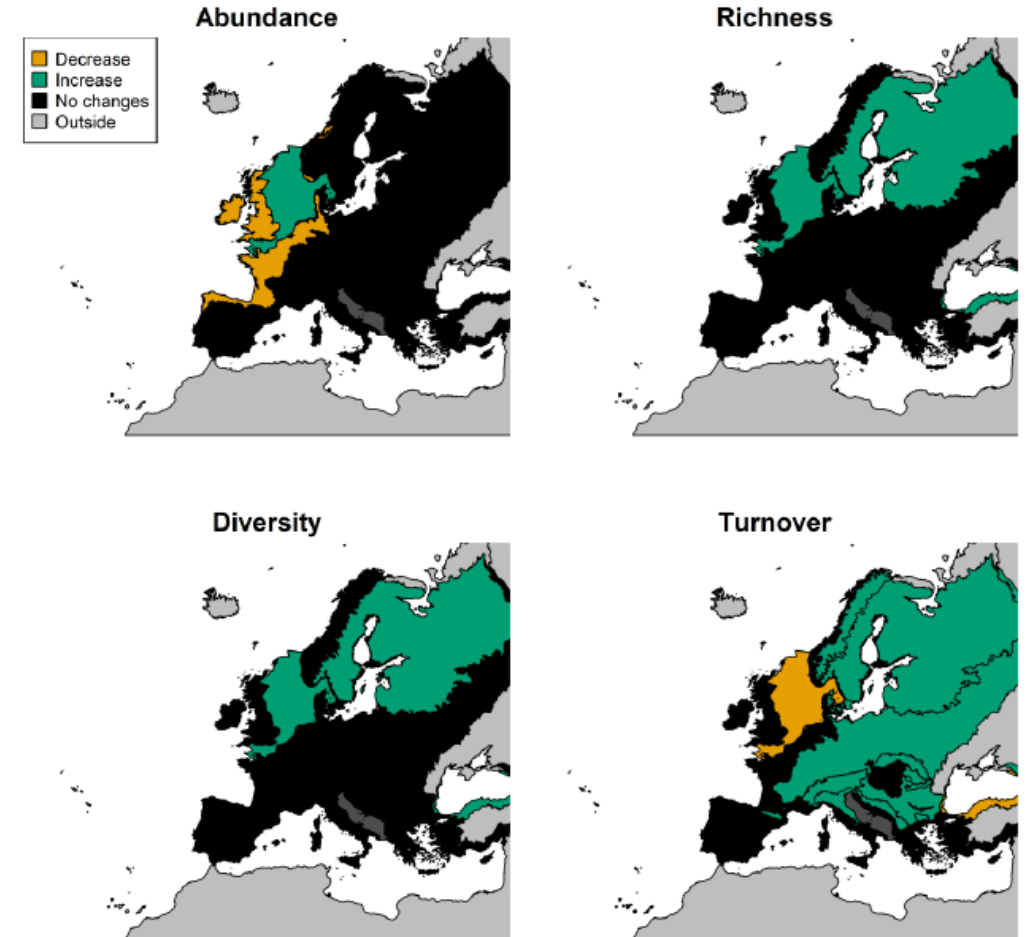 Abundance
Richness
Decrease
Increase
No changes
Outside
Diversity
Turnover